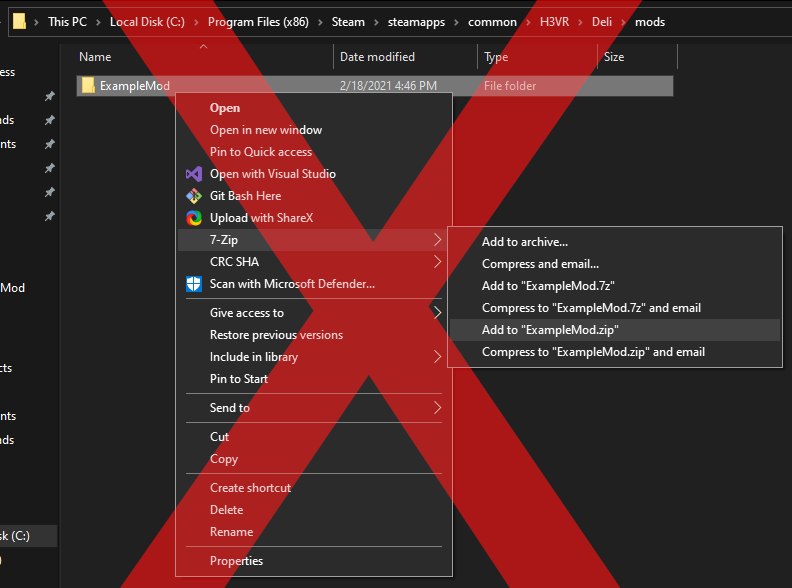 This PC > Local Disk (C:) > Program Files (x86) > Steam > steamapps > common > H3VR > Deli > mods
Name Date modified Type Size
ExampleMod 2/18/2021 4:46 PM File folder
ess
nds
nts
Mod
cts
nts
nds
sk (C:)
)
Open
Open in new window
Pin to Quick access
Open with Visual Studio
Git Bash Here
Upload with ShareX
7-Zip
CRC SHA
Scan with Microsoft Defender...
Give access to
Restore previous versions
Include in library
Pin to Start
Send to
Cut
Copy
Create shortcut
Delete
Rename
Properties
Add to archive...
Compress and email...
Add to "ExampleMod.7z"
Compress to "ExampleMod.7z" and email
Add to "ExampleMod.zip"
Compress to "ExampleMod.zip" and email